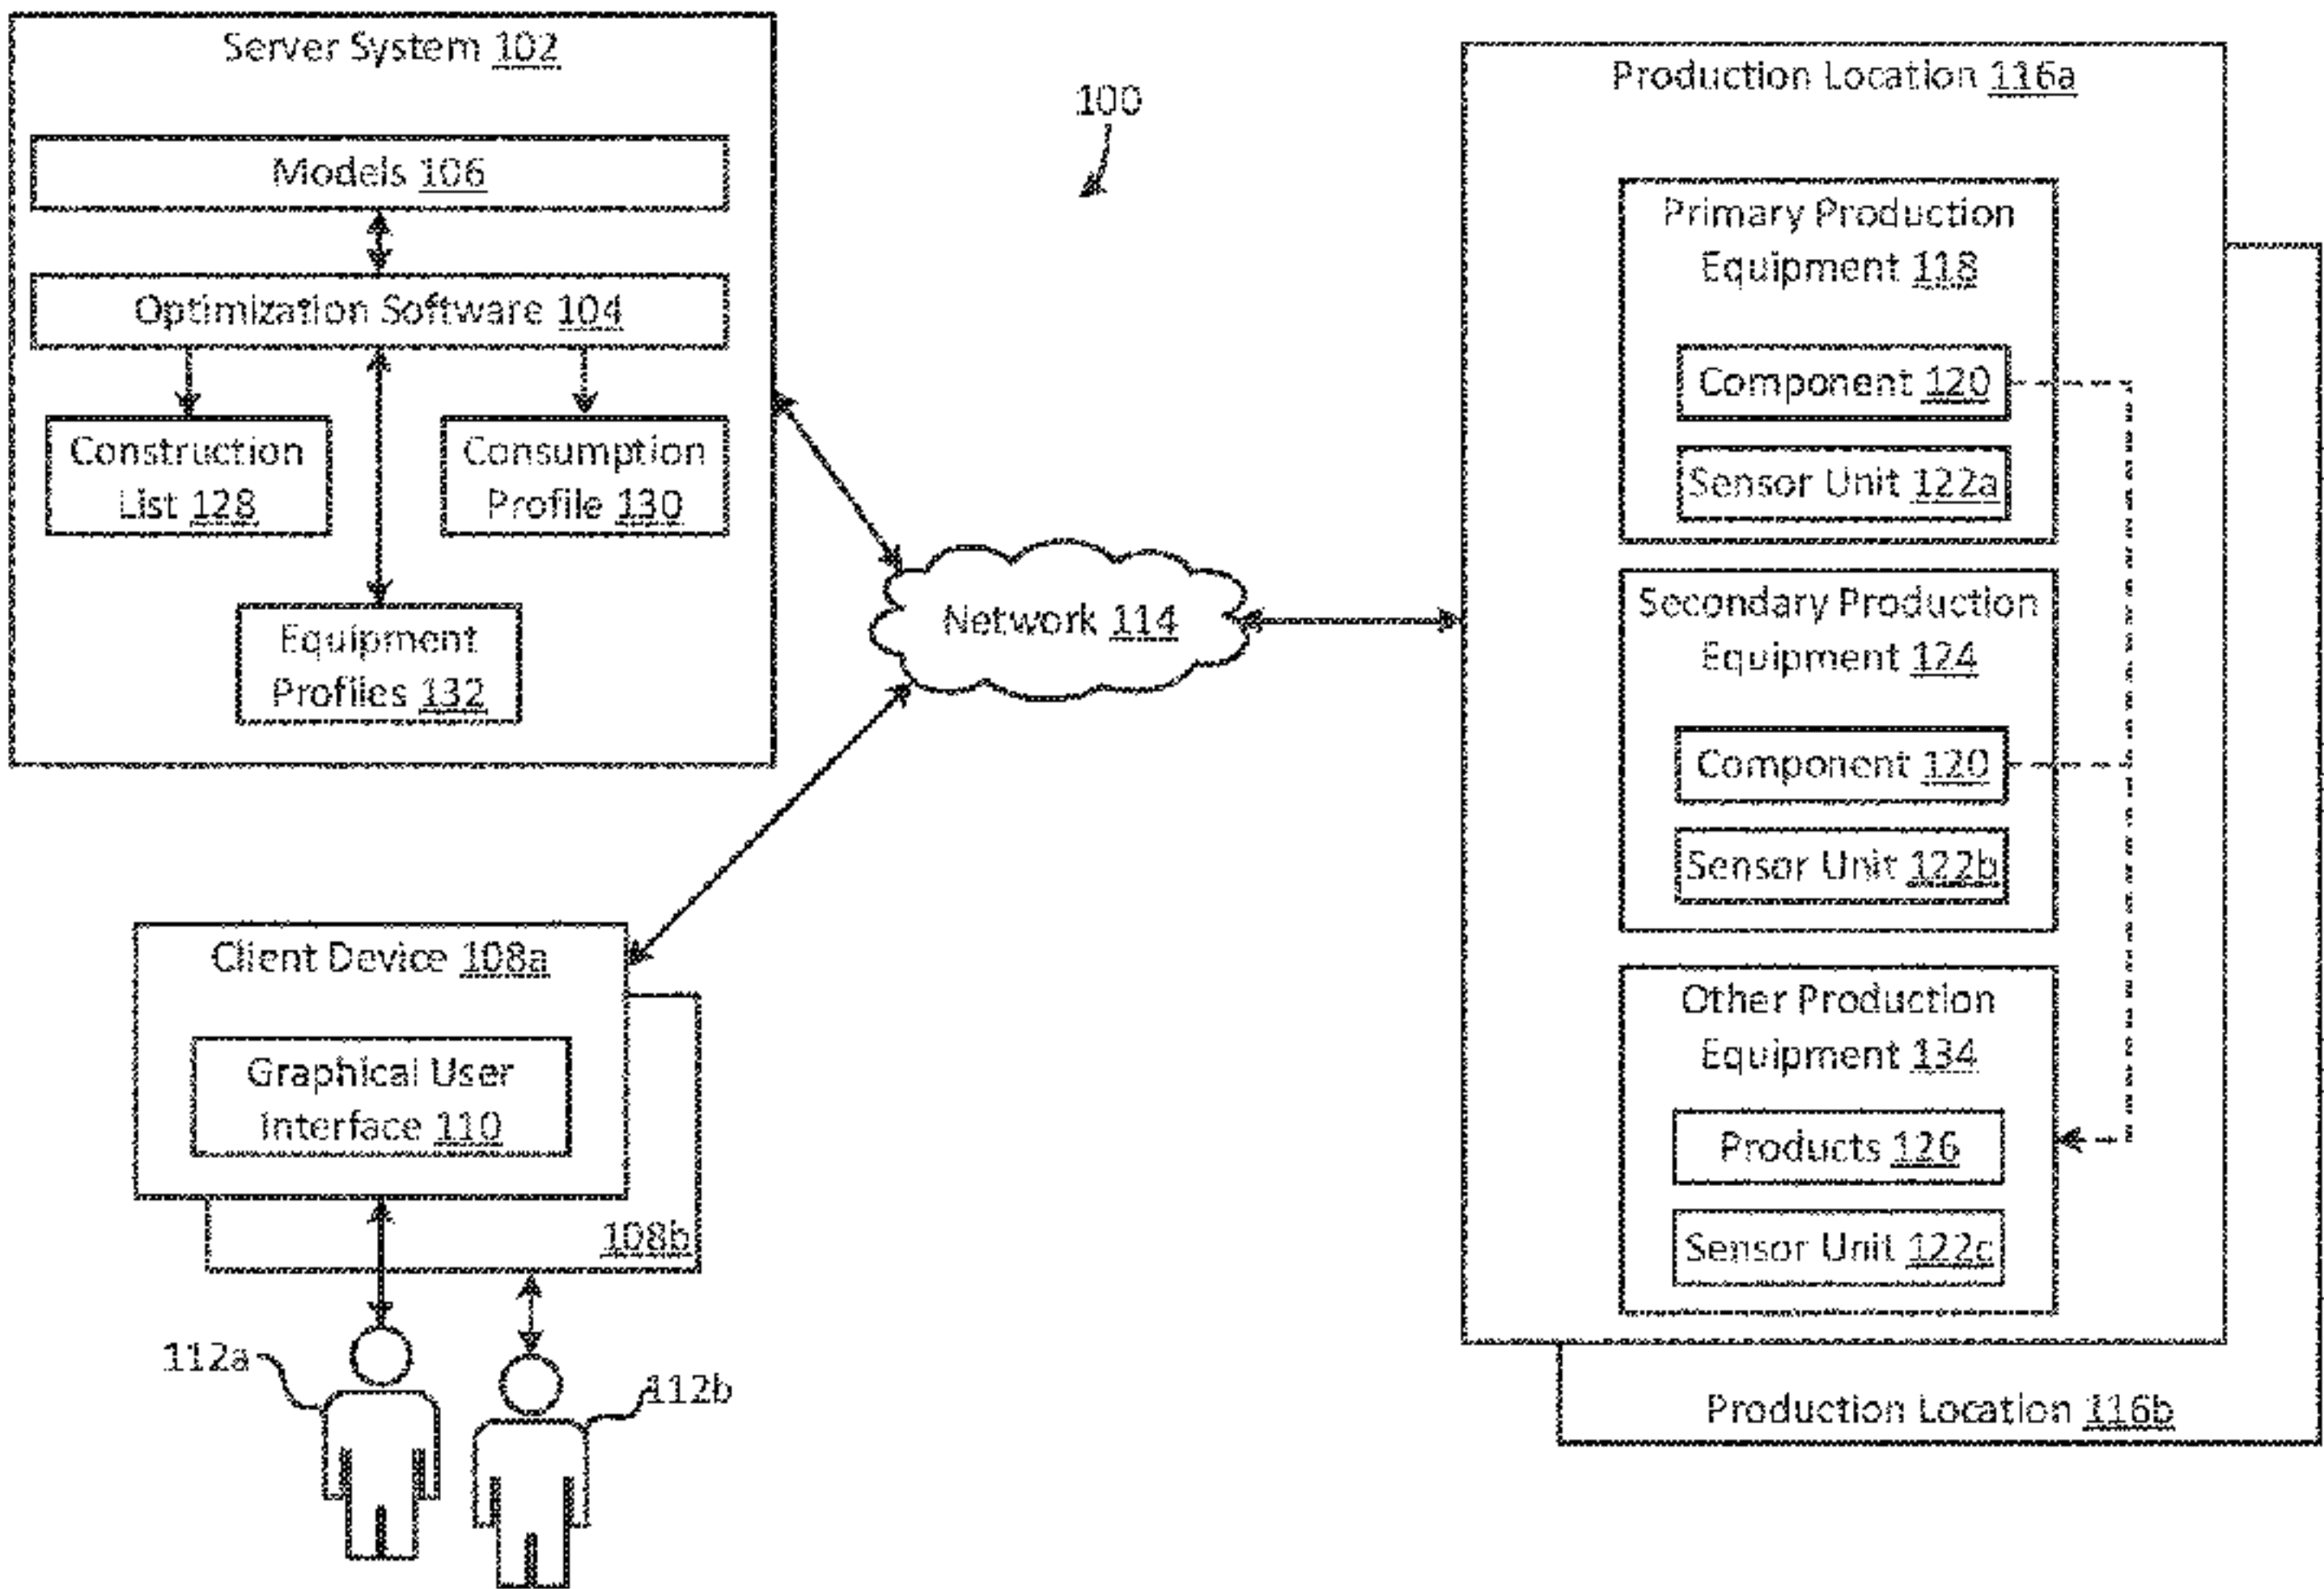 Server System 102
Models 106
Optimization Software 104
Construction
List 128
Consumption
Profile 130
Equipment
Profiles 132
100
Network 114
Client Device 108a
Graphical User
Interface 110
108b
112a
112b
Production Location 116a
Primary Production
Equipment 118
Component 120
Sensor Unit 122a
Secondary Production
Equipment 124
Component 120
Sensor Unit 122b
Other Production
Equipment 134
Products 126
Sensor Unit 122c
Production Location 116b